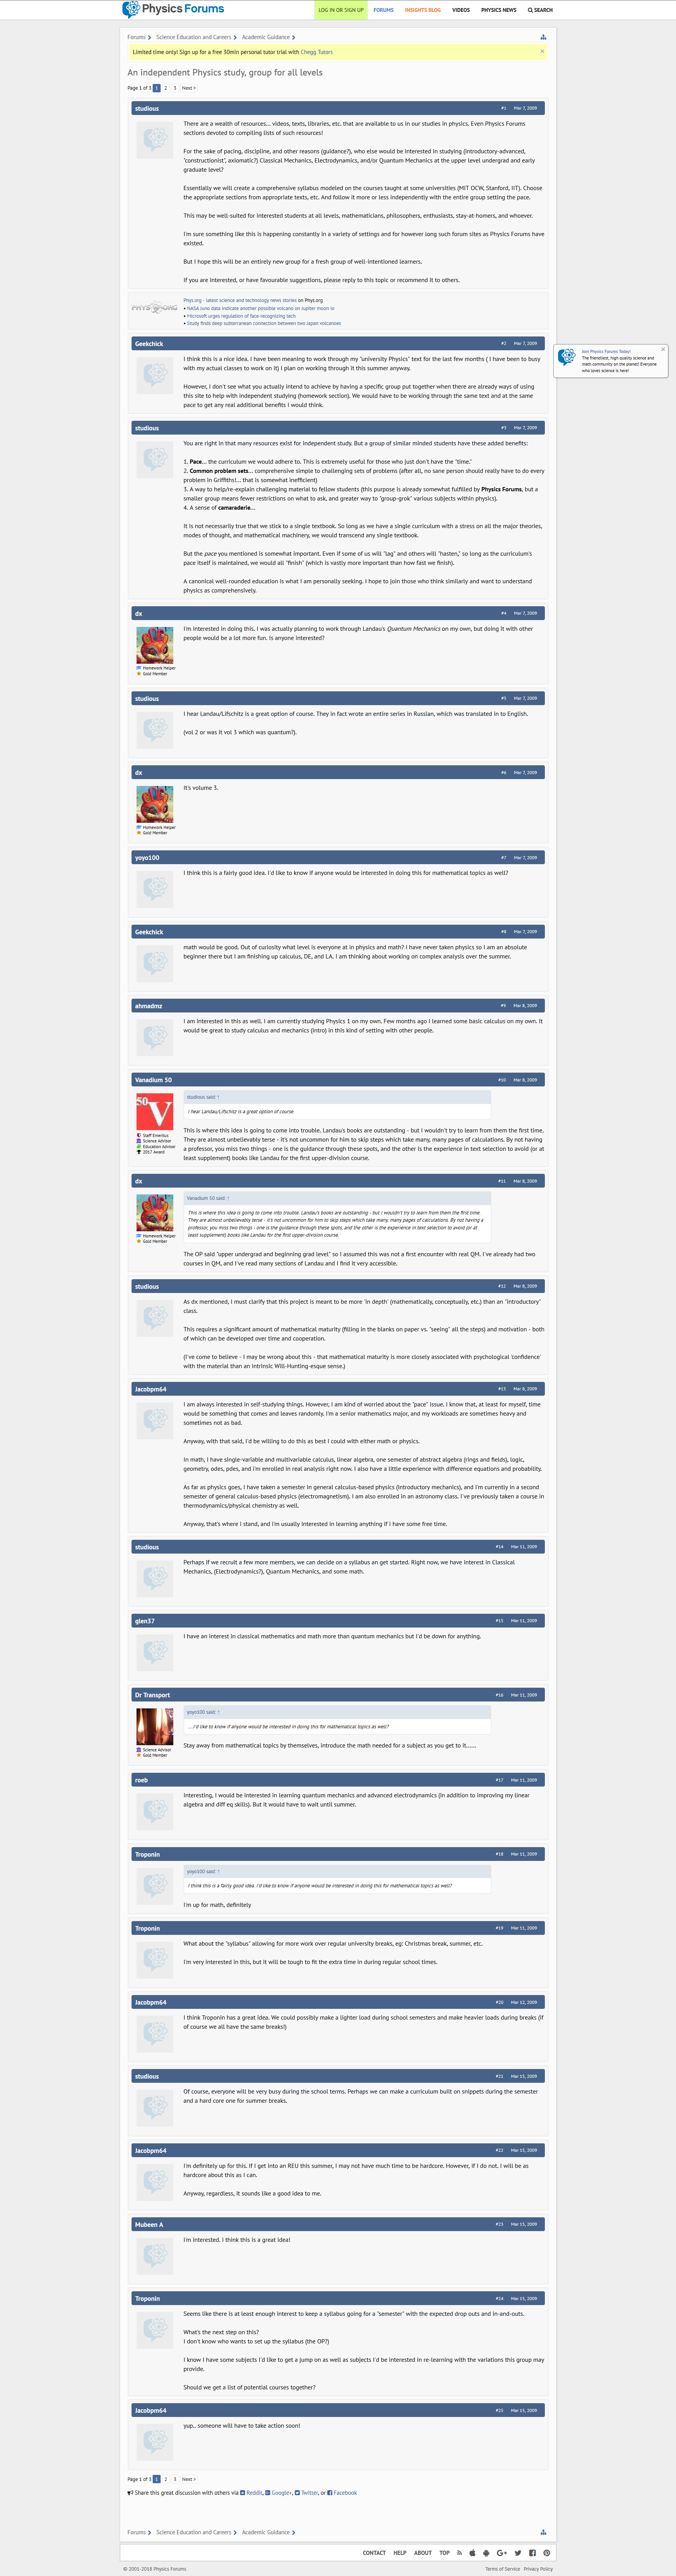 Physics Forums
LOG IN OR SIGN UP
FORUMS
INSIGHTS BLOG
VIDEOS
PHYSICS NEWS
SEARCH
Forums
Science Education and Careers
Academic Guidance
Limited time only! Sign up for a free 30min personal tutor trial with Chegg Tutors
An independent Physics study, group for all levels
Page 1 of 3 1 2 3 Next >
studious
#1 Mar 7, 2009
There are a wealth of resources... videos, texts, libraries, etc. that are available to us in our studies in physics. Even Physics Forums
sections devoted to compiling lists of such resources!
For the sake of pacing, discipline, and other reasons (guidance?), who else would be interested in studying (introductory-advanced,
"constructionist", axiomatic?) Classical Mechanics, Electrodynamics, and/or Quantum Mechanics at the upper level undergrad and early
graduate level?
Essentially we will create a comprehensive syllabus modeled on the courses taught at some universities (MIT OCW, Stanford, IIT). Choose
the appropriate sections from appropriate texts, etc. And follow it more or less independently with the entire group setting the pace.
This may be well-suited for interested students at all levels, mathematicians, philosophers, enthusiasts, stay-at-homers, and whoever.
I'm sure something like this is happening constantly in a variety of settings and for however long such forum sites as Physics Forums have
existed.
But I hope this will be an entirely new group for a fresh group of well-intentioned learners.
If you are interested, or have favourable suggestions, please reply to this topic or recommend it to others.
PHYS ORG
Phys.org - latest science and technology news stories on Phys.org
• NASA Juno data indicate another possible volcano on Jupiter moon Io
• Microsoft urges regulation of face-recognizing tech
• Study finds deep subterranean connection between two Japan volcanoes
Geekchick
#2 Mar 7, 2009
I think this is a nice idea. I have been meaning to work through my "university Physics" text for the last few months ( I have been to busy
with my actual classes to work on it) I plan on working through it this summer anyway.
However, I don't see what you actually intend to achieve by having a specific group put together when there are already ways of using
this site to help with independent studying (homework section). We would have to be working through the same text and at the same
pace to get any real additional benefits I would think.
Join Physics Forums Today!
The friendliest, high quality science and
math community on the planet! Everyone
who loves science is here!
studious
#3 Mar 7, 2009
You are right in that many resources exist for independent study. But a group of similar minded students have these added benefits:
1. Pace... the curriculum we would adhere to. This is extremely useful for those who just don't have the "time."
2. Common problem sets... comprehensive simple to challenging sets of problems (after all, no sane person should really have to do every
problem in Griffiths!... that is somewhat inefficient)
3. A way to help/re-explain challenging material to fellow students (this purpose is already somewhat fulfilled by Physics Forums, but a
smaller group means fewer restrictions on what to ask, and greater way to "group-grok" various subjects within physics).
4. A sense of camaraderie...
It is not necessarily true that we stick to a single textbook. So long as we have a single curriculum with a stress on all the major theories,
modes of thought, and mathematical machinery, we would transcend any single textbook.
But the pace you mentioned is somewhat important. Even if some of us will "lag" and others will "hasten," so long as the curriculum's
pace itself is maintained, we would all "finish" (which is vastly more important than how fast we finish).
A canonical well-rounded education is what I am personally seeking. I hope to join those who think similarly and want to understand
physics as comprehensively.
dx
#4 Mar 7, 2009
I'm interested in doing this. I was actually planning to work through Landau's Quantum Mechanics on my own, but doing it with other
people would be a lot more fun. Is anyone interested?
Homework Helper
Gold Member
studious
#5 Mar 7, 2009
I hear Landau/Lifschitz is a great option of course. They in fact wrote an entire series in Russian, which was translated in to English.
(vol 2 or was it vol 3 which was quantum?).
dx
#6 Mar 7, 2009
It's volume 3.
Homework Helper
Gold Member
yoyo100
#7 Mar 7, 2009
I think this is a fairly good idea. I'd like to know if anyone would be interested in doing this for mathematical topics as well?
Geekchick
#8 Mar 7, 2009
math would be good. Out of curiosity what level is everyone at in physics and math? I have never taken physics so I am an absolute
beginner there but I am finishing up calculus, DE, and LA. I am thinking about working on complex analysis over the summer.
ahmadmz
#9 Mar 8, 2009
I am interested in this as well. I am currently studying Physics 1 on my own. Few months ago I learned some basic calculus on my own. It
would be great to study calculus and mechanics (intro) in this kind of setting with other people.
Vanadium 50
#10 Mar 8, 2009
50 V
Staff Emeritus
Science Advisor
Education Advisor
2017 Award
studious said: ↑
I hear Landau/Lifschitz is a great option of course.
This is where this idea is going to come into trouble. Landau's books are outstanding - but I wouldn't try to learn from them the first time.
They are almost unbelievably terse - it's not uncommon for him to skip steps which take many, many pages of calculations. By not having
a professor, you miss two things - one is the guidance through these spots, and the other is the experience in text selection to avoid (or at
least supplement) books like Landau for the first upper-division course.
dx
#11 Mar 8, 2009
Homework Helper
Gold Member
Vanadium 50 said: ↑
This is where this idea is going to come into trouble. Landau's books are outstanding - but I wouldn't try to learn from them the first time.
They are almost unbelievably terse - it's not uncommon for him to skip steps which take many, many pages of calculations. By not having a
professor, you miss two things - one is the guidance through these spots, and the other is the experience in text selection to avoid (or at
least supplement) books like Landau for the first upper-division course.
The OP said "upper undergrad and beginning grad level" so I assumed this was not a first encounter with real QM. I've already had two
courses in QM, and I've read many sections of Landau and I find it very accessible.
studious
#12 Mar 8, 2009
As dx mentioned, I must clarify that this project is meant to be more 'in depth' (mathematically, conceptually, etc.) than an "introductory"
class.
This requires a significant amount of mathematical maturity (filling in the blanks on paper vs. "seeing" all the steps) and motivation - both
of which can be developed over time and cooperation.
(I've come to believe - I may be wrong about this - that mathematical maturity is more closely associated with psychological 'confidence'
with the material than an intrinsic Will-Hunting-esque sense.)
Jacobpm64
#13 Mar 8, 2009
I am always interested in self-studying things. However, I am kind of worried about the "pace" issue. I know that, at least for myself, time
would be something that comes and leaves randomly. I'm a senior mathematics major, and my workloads are sometimes heavy and
sometimes not as bad.
Anyway, with that said, I'd be willing to do this as best I could with either math or physics.
In math, I have single-variable and multivariable calculus, linear algebra, one semester of abstract algebra (rings and fields), logic,
geometry, odes, pdes, and I'm enrolled in real analysis right now. I also have a little experience with difference equations and probability.
As far as physics goes, I have taken a semester in general calculus-based physics (introductory mechanics), and I'm currently in a second
semester of general calculus-based physics (electromagnetism). I am also enrolled in an astronomy class. I've previously taken a course in
thermodynamics/physical chemistry as well.
Anyway, that's where I stand, and I'm usually interested in learning anything if I have some free time.
studious
#14 Mar 11, 2009
Perhaps if we recruit a few more members, we can decide on a syllabus an get started. Right now, we have interest in Classical
Mechanics, (Electrodynamics?), Quantum Mechanics, and some math.
glen37
#15 Mar 11, 2009
I have an interest in classical mathematics and math more than quantum mechanics but I'd be down for anything.
Dr Transport
#16 Mar 11, 2009
Science Advisor
Gold Member
yoyo100 said: ↑
....I'd like to know if anyone would be interested in doing this for mathematical topics as well?
Stay away from mathematical topics by themselves, introduce the math needed for a subject as you get to it......
roeb
#17 Mar 11, 2009
Interesting, I would be interested in learning quantum mechanics and advanced electrodynamics (in addition to improving my linear
algebra and diff eq skills). But it would have to wait until summer.
Troponin
#18 Mar 11, 2009
yoyo100 said: ↑
I think this is a fairly good idea. I'd like to know if anyone would be interested in doing this for mathematical topics as well?
I'm up for math, definitely
Troponin
#19 Mar 11, 2009
What about the "syllabus" allowing for more work over regular university breaks, eg: Christmas break, summer, etc.
I'm very interested in this, but it will be tough to fit the extra time in during regular school times.
Jacobpm64
#20 Mar 12, 2009
I think Troponin has a great idea. We could possibly make a lighter load during school semesters and make heavier loads during breaks (if
of course we all have the same breaks!)
studious
#21 Mar 15, 2009
Of course, everyone will be very busy during the school terms. Perhaps we can make a curriculum built on snippets during the semester
and a hard core one for summer breaks.
Jacobpm64
#22 Mar 15, 2009
I'm definitely up for this. If I get into an REU this summer, I may not have much time to be hardcore. However, if I do not. I will be as
hardcore about this as I can.
Anyway, regardless, it sounds like a good idea to me.
Mubeen A
#23 Mar 15, 2009
I'm interested. I think this is a great idea!
Troponin
#24 Mar 15, 2009
Seems like there is at least enough interest to keep a syllabus going for a "semester" with the expected drop outs and in-and-outs.
What's the next step on this?
I don't know who wants to set up the syllabus (the OP?)
I know I have some subjects I'd like to get a jump on as well as subjects I'd be interested in re-learning with the variations this group may
provide.
Should we get a list of potential courses together?
Jacobpm64
#25 Mar 15, 2009
yup.. someone will have to take action soon!
Page 1 of 3 1 2 3 Next >
Share this great discussion with others via Reddit, Google+, Twitter, or Facebook
Forums
Science Education and Careers
Academic Guidance
CONTACT HELP ABOUT TOP
© 2001-2018 Physics Forums
Terms of Service Privacy Policy